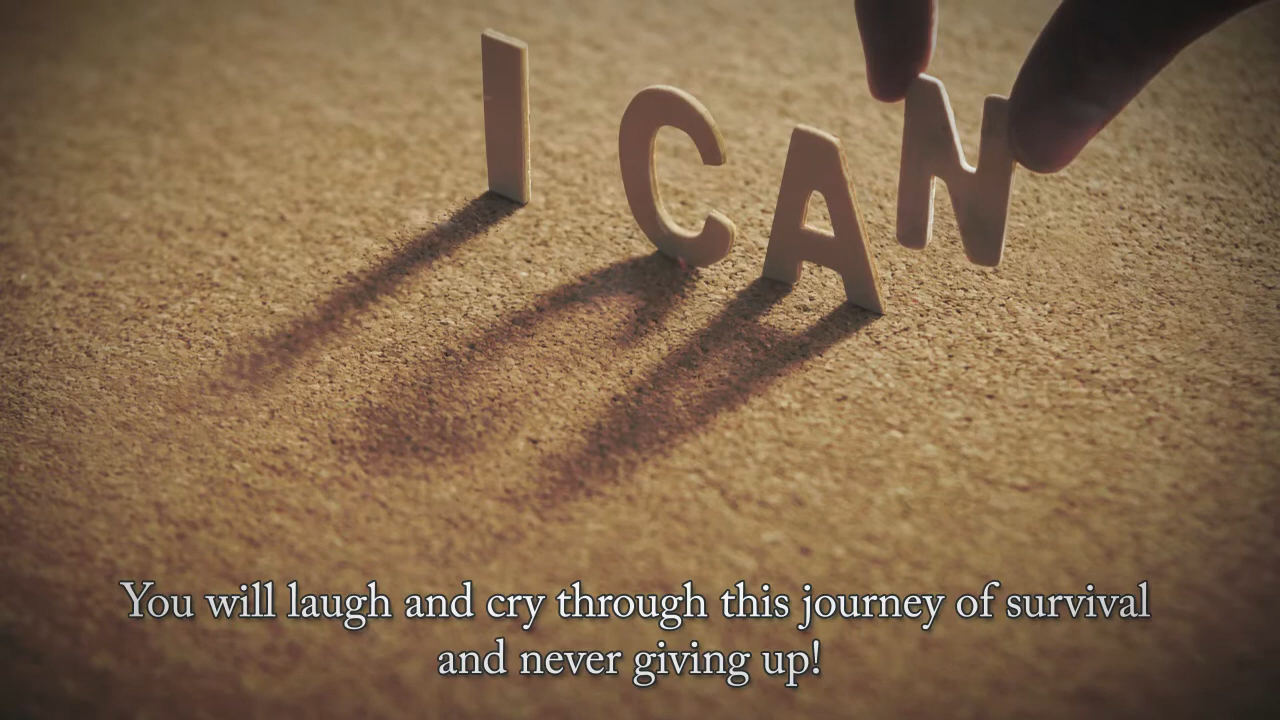 I CAN
You will laugh and cry through this journey of survival
and never giving up!